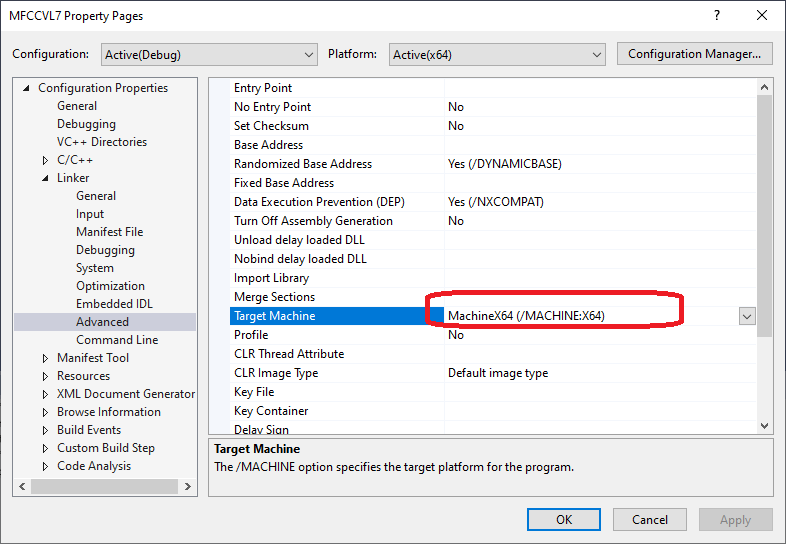 MFCCVL7 Property Pages
Configuration: Active(Debug) Platform: Active(x64) Configuration Manager...
Configuration Properties
General
Debugging
VC++ Directories
C/C++
Linker
General
Input
Manifest File
Debugging
System
Optimization
Embedded IDL
Advanced
Command Line
Manifest Tool
Resources
XML Document Generator
Browse Information
Build Events
Custom Build Step
Code Analysis
Entry Point
No Entry Point No
Set Checksum No
Base Address
Randomized Base Address Yes (/DYNAMICBASE)
Fixed Base Address
Data Execution Prevention (DEP) Yes (/NXCOMPAT)
Turn Off Assembly Generation No
Unload delay loaded DLL
Nobind delay loaded DLL
Import Library
Merge Sections
Target Machine MachineX64 (/MACHINE:X64)
Profile No
CLR Thread Attribute
CLR Image Type Default image type
Key File
Key Container
Delay Sign
Target Machine
The /MACHINE option specifies the target platform for the program.
OK Cancel Apply